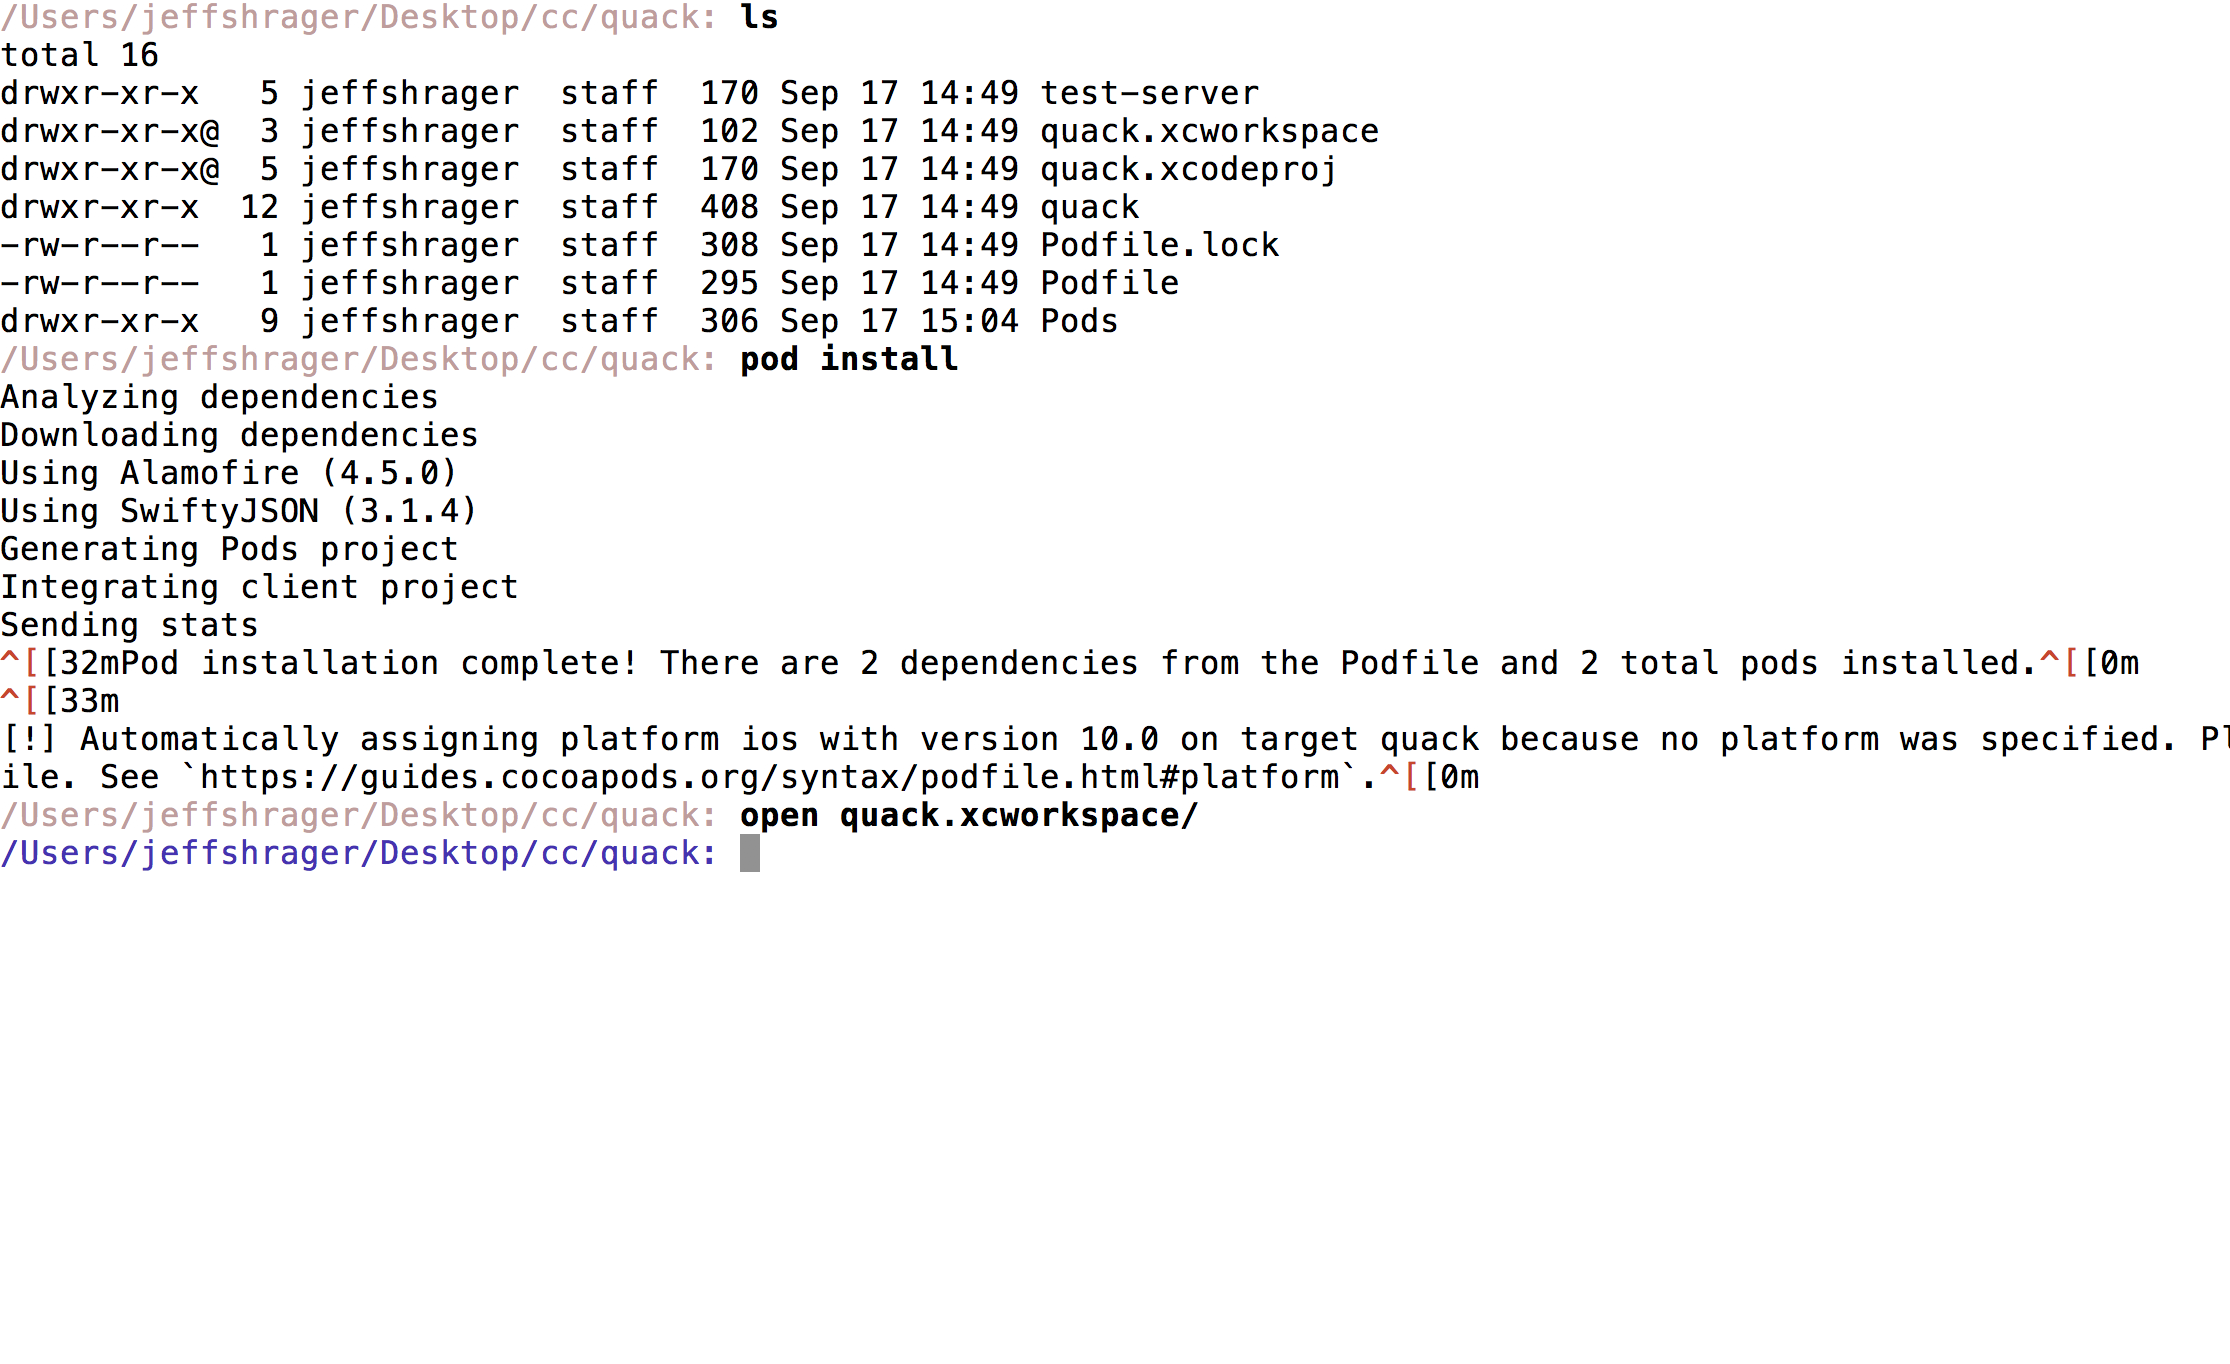 /Users/jeffshrager/Desktop/cc/quack: ls
total 16
drwxr-xr-x   5 jeffshrager  staff  170 Sep 17 14:49 test-server
drwxr-xr-x@  3 jeffshrager  staff  102 Sep 17 14:49 quack.xcworkspace
drwxr-xr-x@  5 jeffshrager  staff  170 Sep 17 14:49 quack.xcodeproj
drwxr-xr-x  12 jeffshrager  staff  408 Sep 17 14:49 quack
-rw-r--r--   1 jeffshrager  staff  308 Sep 17 14:49 Podfile.lock
-rw-r--r--   1 jeffshrager  staff  295 Sep 17 14:49 Podfile
drwxr-xr-x   9 jeffshrager  staff  306 Sep 17 15:04 Pods
/Users/jeffshrager/Desktop/cc/quack: pod install
Analyzing dependencies
Downloading dependencies
Using Alamofire (4.5.0)
Using SwiftyJSON (3.1.4)
Generating Pods project
Integrating client project
Sending stats
^[[32mPod installation complete! There are 2 dependencies from the Podfile and 2 total pods installed.^[[0m
^[[33m
[!] Automatically assigning platform ios with version 10.0 on target quack because no platform was specified. Pl
ile. See `https://guides.cocoapods.org/syntax/podfile.html#platform`.^[[0m
/Users/jeffshrager/Desktop/cc/quack: open quack.xcworkspace/
/Users/jeffshrager/Desktop/cc/quack: